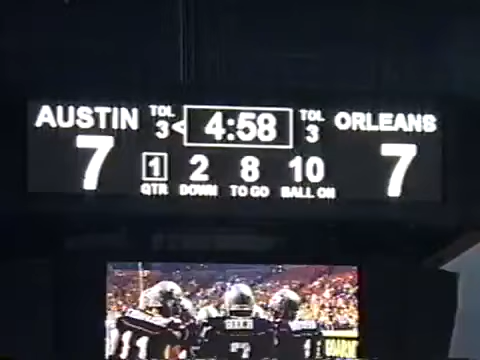 AUSTIN TOL 3 < 4:58 TOL 3 ORLEANS
7 1 2 8 10 7
QTR DOWN TO GO BALL ON